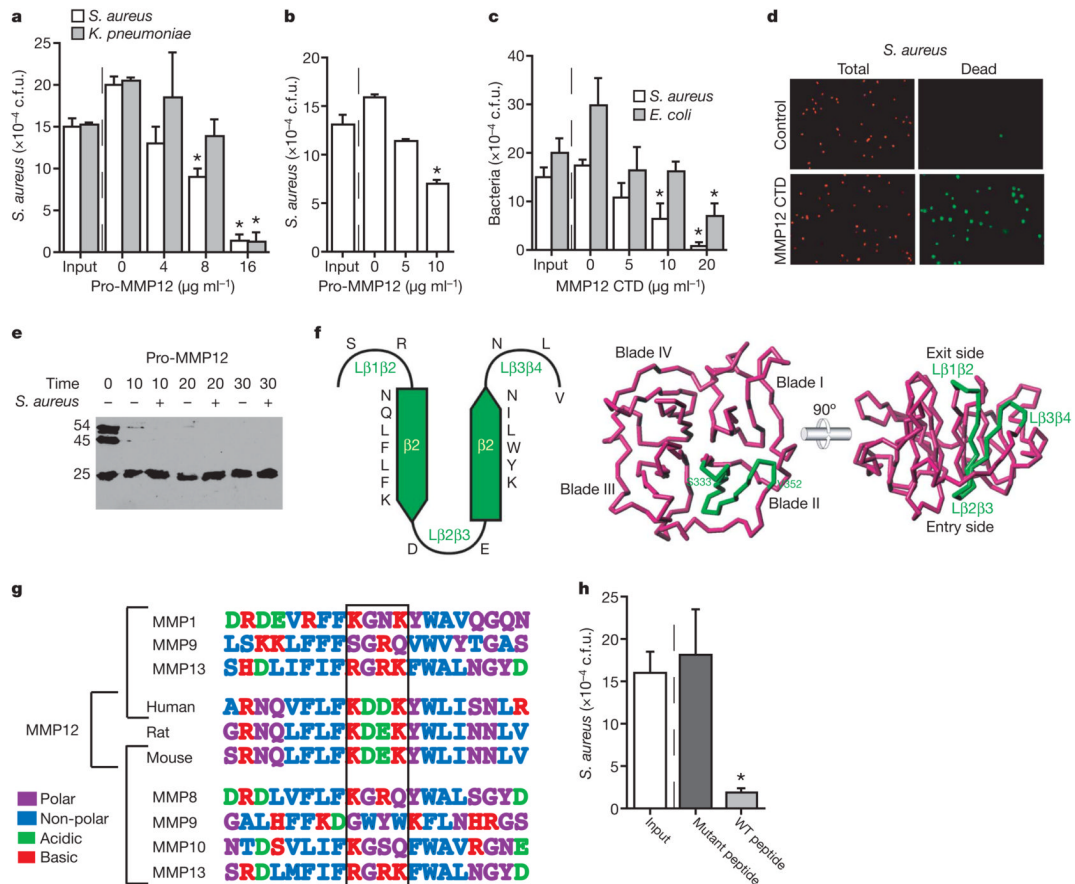 a
S. aureus
K. pneumoniae
S. aureus (×10⁻⁴ c.f.u.)
25
20
15
10
5
0
Input 0 4 8 16
* * *
Pro-MMP12 (μg ml⁻¹)
b
S. aureus (×10⁻⁴ c.f.u.)
20
15
10
5
0
Input 0 5 10
*
Pro-MMP12 (μg ml⁻¹)
c
Bacteria (×10⁻⁴ c.f.u.)
40
30
20
10
0
S. aureus
E. coli
* * *
Input 0 5 10 20
MMP12 CTD (μg ml⁻¹)
d
S. aureus
Total Dead
Control
MMP12 CTD
e
Pro-MMP12
Time 0 10 10 20 20 30 30
S. aureus − − + − + − +
54
45
25
f
S R N L
Lβ1β2 Lβ3β4
V
N
Q
L
F
L
F
K
β2
β2
N
I
L
W
Y
K
D E
Lβ2β3
Blade IV
Blade I
Blade III
Blade II
S333
90º
Exit side
Lβ1β2
Lβ3β4
Lβ2β3
Entry side
g
MMP1 DRDEVRFFKGNKYWAVQGQN
MMP9 LSKKLFFFSGRQVWVYTGAS
MMP13 SHDLIFIFRGRKFWALNGYD
MMP12
Human ARNQVFLFKDDKYWLISNLR
Rat GRNQLFLFKDEKYWLINNLV
Mouse SRNQLFLFKDEKYWLINNLV
MMP8 DRDLVFLFKGRQYWALSGYD
MMP9 GALHFFKDGWYWKFLNHRGS
MMP10 NTDSVLIFKGSQFWAVRGNE
MMP13 SRDLMFIFRGRKFWALNGYD
Polar
Non-polar
Acidic
Basic
h
S. aureus (×10⁻⁴ c.f.u.)
25
20
15
10
5
0
*
Input
Mutant peptide
WT peptide